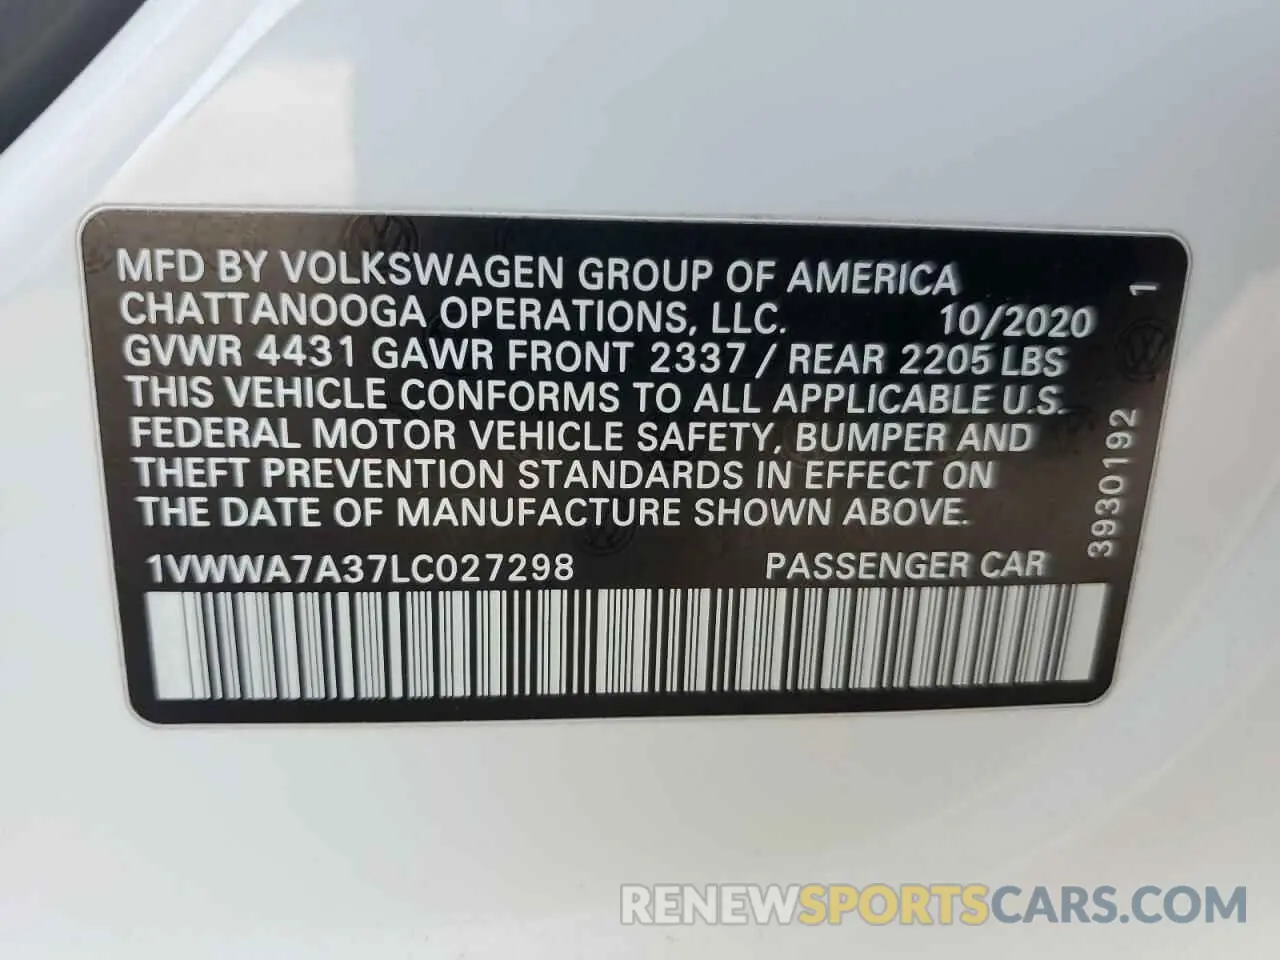 MFD BY VOLKSWAGEN GROUP OF AMERICA
CHATTANOOGA OPERATIONS, LLC. 10/2020
GVWR 4431 GAWR FRONT 2337 / REAR 2205 LBS
THIS VEHICLE CONFORMS TO ALL APPLICABLE U.S.
FEDERAL MOTOR VEHICLE SAFETY, BUMPER AND
THEFT PREVENTION STANDARDS IN EFFECT ON
THE DATE OF MANUFACTURE SHOWN ABOVE.
1VWWA7A37LC027298 PASSENGER CAR
3930192 1
RENEWSPORTSCARS.COM